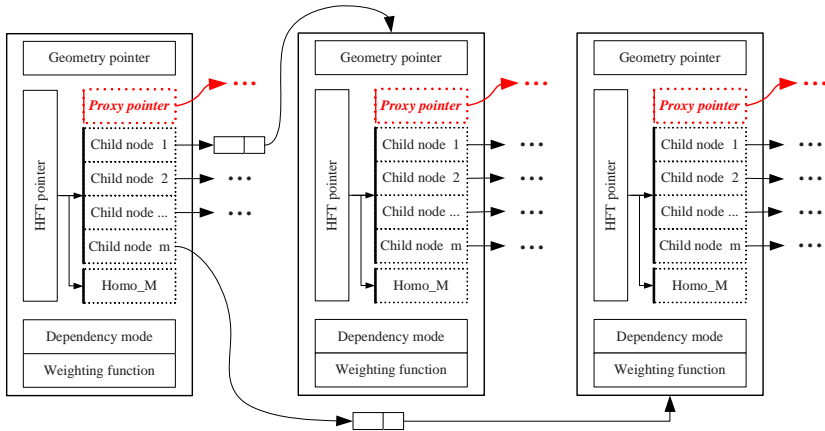 Geometry pointer
HFT pointer
Proxy pointer
...
Child node 1
Child node 2
...
Child node ...
...
Child node m
Homo_M
Dependency mode
Weighting function
Geometry pointer
HFT pointer
Proxy pointer
...
Child node 1
...
Child node 2
...
Child node ...
...
Child node m
...
Homo_M
Dependency mode
Weighting function
Geometry pointer
HFT pointer
Proxy pointer
...
Child node 1
...
Child node 2
...
Child node ...
...
Child node m
...
Homo_M
Dependency mode
Weighting function